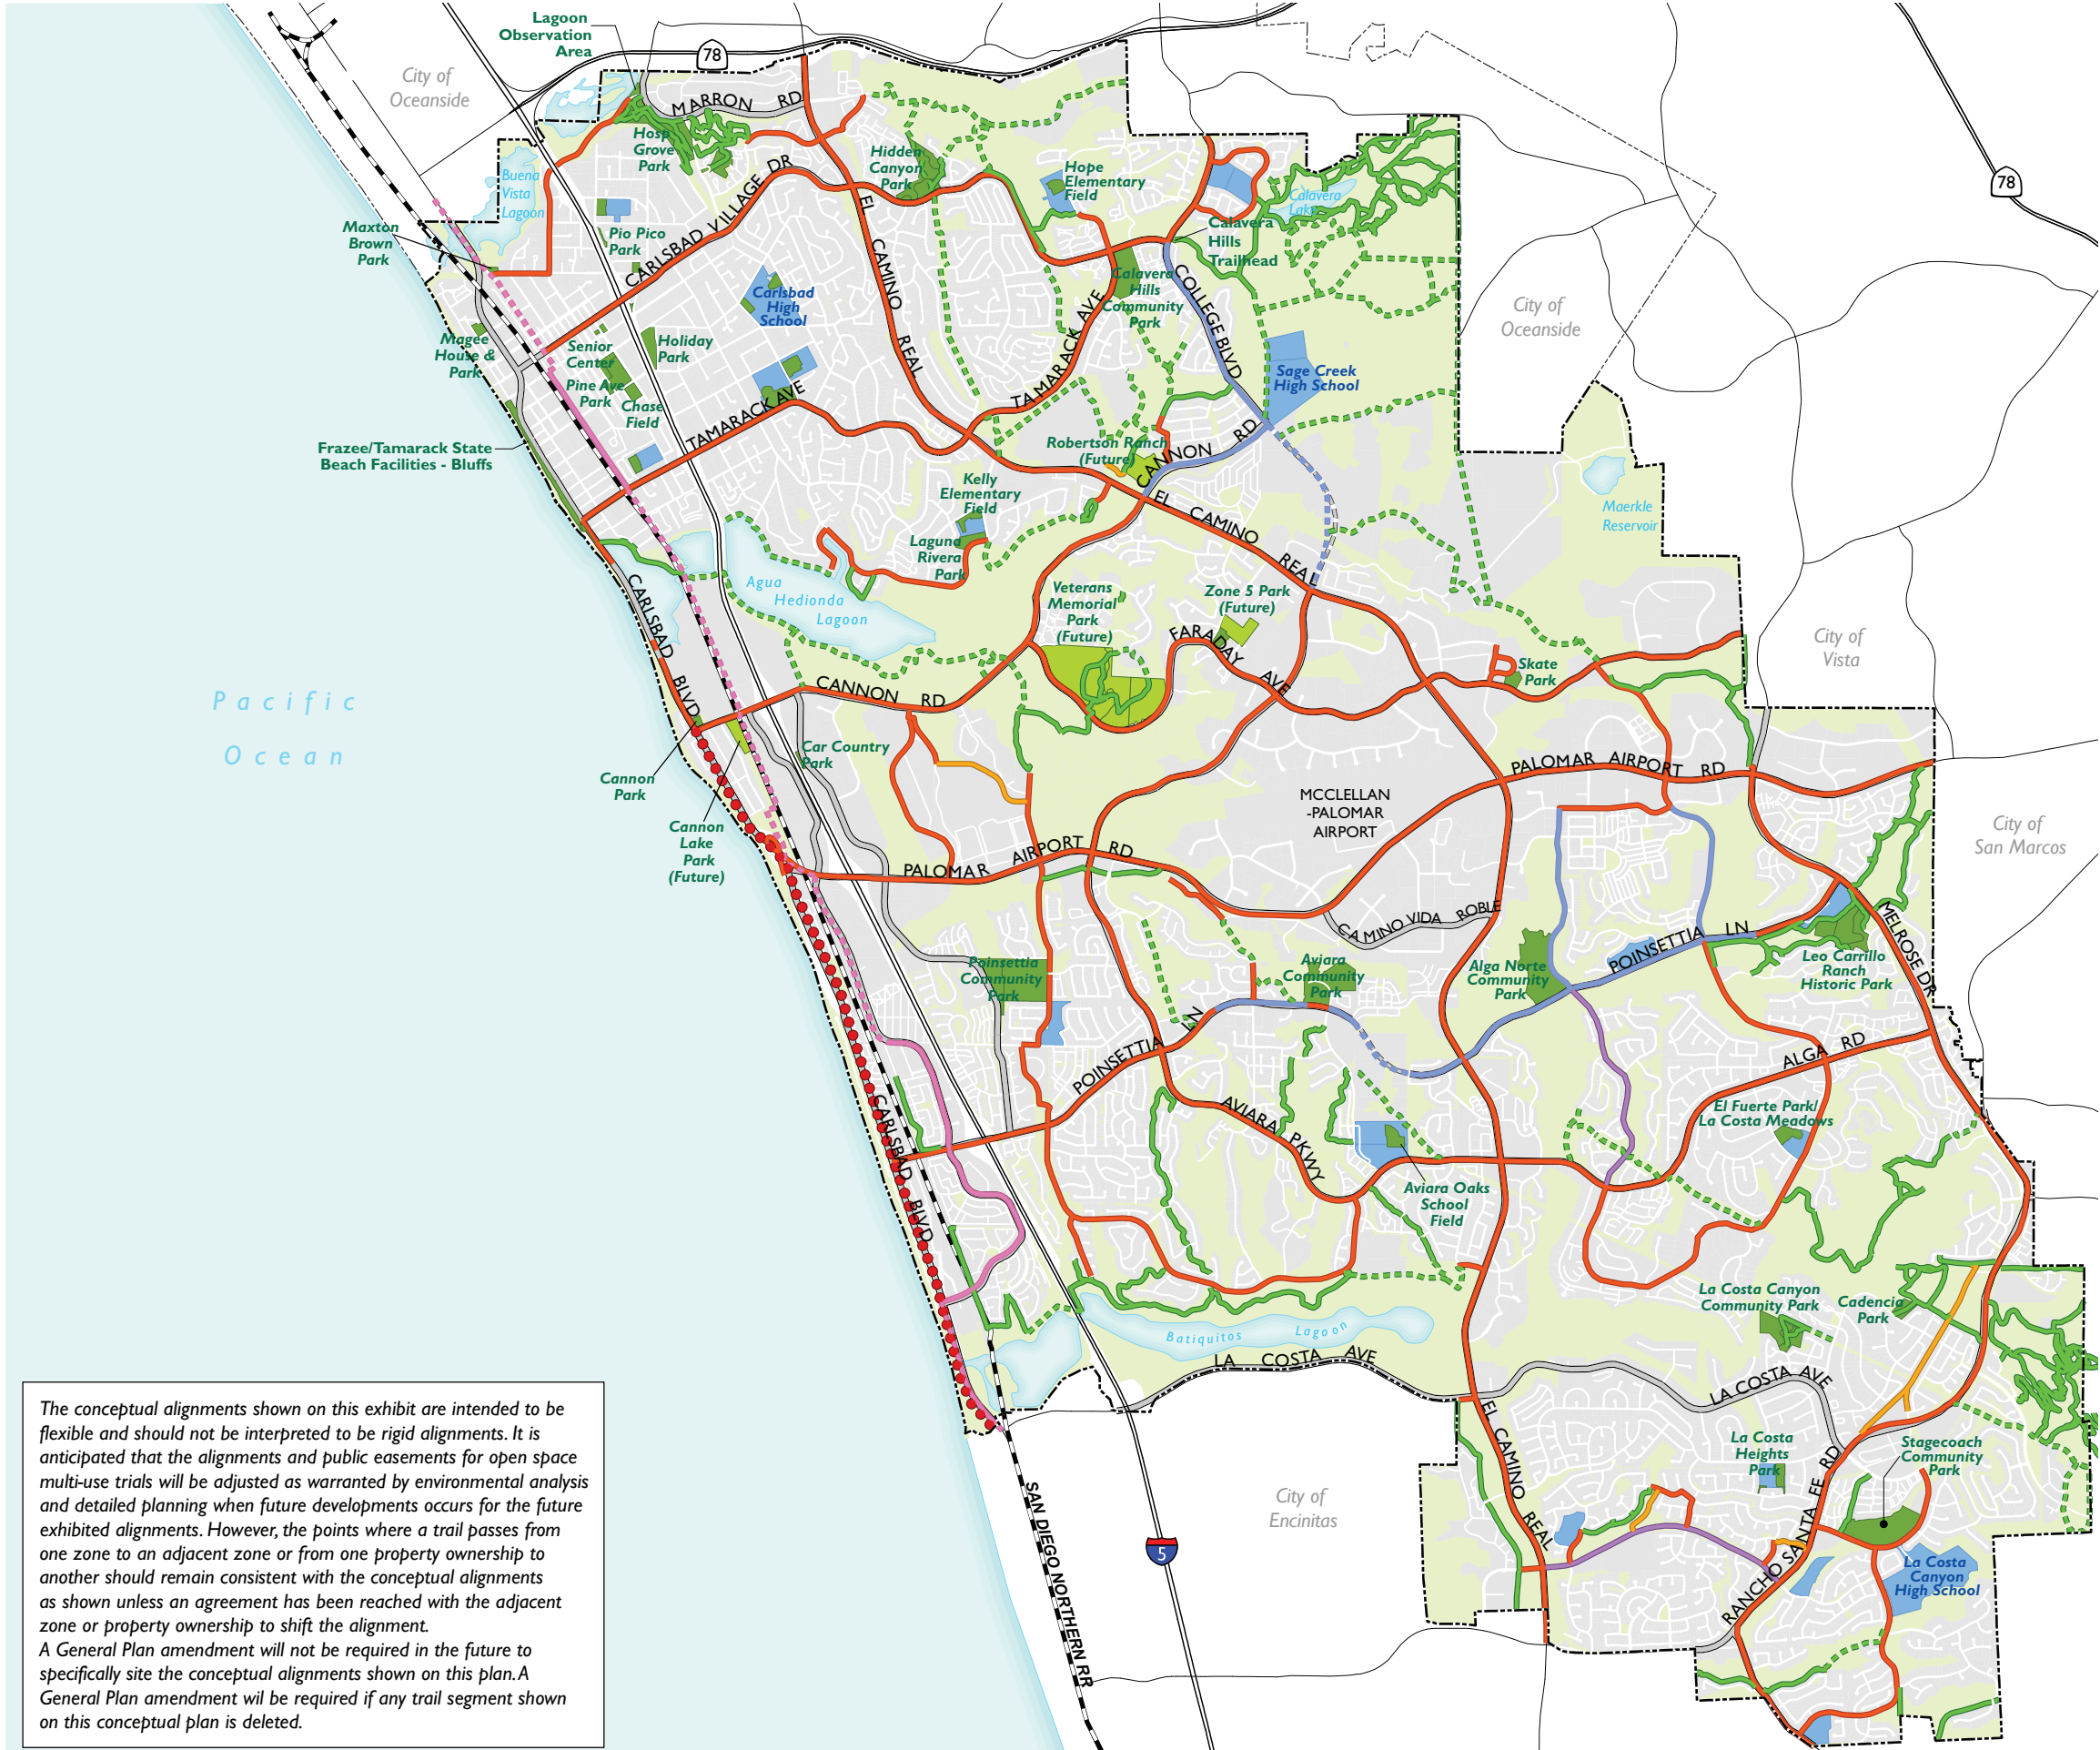 Lagoon
Observation
Area
78
City of
Oceanside
MARRON RD
Hosp
Grove
Park
Hidden
Canyon
Park
Hope
Elementary
Field
Calavera
Lake
78
Buena
Vista
Lagoon
Maxton
Brown
Park
Pio Pico
Park
CARLSBAD VILLAGE DR
EL CAMINO REAL
Calavera
Hills
Trailhead
Carlsbad
High
School
Calavera
Hills
Community
Park
COLLEGE BLVD
City of
Oceanside
Magee
House &
Park
Senior
Center
Holiday
Park
Pine Ave
Park
Chase
Field
TAMARACK AVE
TAMARACK AVE
Sage Creek
High School
Frazee/Tamarack State
Beach Facilities - Bluffs
Robertson Ranch
(Future)
CANNON RD
Kelly
Elementary
Field
EL CAMINO REAL
Maerkle
Reservoir
Laguna
Rivera
Park
Agua
Hedionda
Lagoon
CARLSBAD BLVD
Veterans
Memorial
Park
(Future)
Zone 5 Park
(Future)
FARADAY AVE
City of
Vista
Skate
Park
Pacific
Ocean
CANNON RD
Car Country
Park
Cannon
Park
Cannon
Lake
Park
(Future)
MCCLELLAN
-PALOMAR
AIRPORT
PALOMAR AIRPORT RD
City of
San Marcos
PALOMAR AIRPORT RD
CAMINO VIDA ROBLE
Poinsettia
Community
Park
Aviara
Community
Park
Alga Norte
Community
Park
POINSETTIA LN
Leo Carrillo
Ranch
Historic Park
MELROSE DR
POINSETTIA LN
ALGA RD
CARLSBAD BLVD
AVIARA PKWY
El Fuerte Park/
La Costa Meadows
Aviara Oaks
School
Field
La Costa Canyon
Community Park
Cadencia
Park
Batiquitos Lagoon
LA COSTA AVE
LA COSTA AVE
EL CAMINO REAL
La Costa
Heights
Park
Stagecoach
Community
Park
RANCHO SANTA FE RD
La Costa
Canyon
High School
City of
Encinitas
5
SAN DIEGO NORTHERN RR
The conceptual alignments shown on this exhibit are intended to be
flexible and should not be interpreted to be rigid alignments. It is
anticipated that the alignments and public easements for open space
multi-use trials will be adjusted as warranted by environmental analysis
and detailed planning when future developments occurs for the future
exhibited alignments. However, the points where a trail passes from
one zone to an adjacent zone or from one property ownership to
another should remain consistent with the conceptual alignments
as shown unless an agreement has been reached with the adjacent
zone or property ownership to shift the alignment.
A General Plan amendment will not be required in the future to
specifically site the conceptual alignments shown on this plan. A
General Plan amendment wil be required if any trail segment shown
on this conceptual plan is deleted.